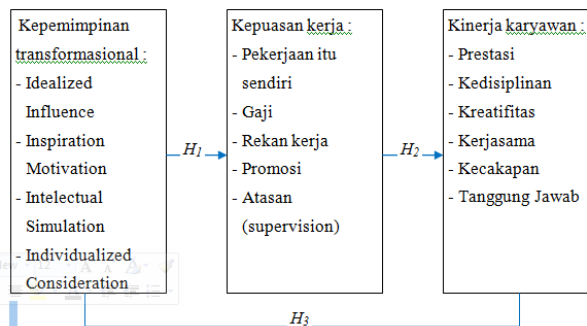 Kepemimpinan
transformasional :
- Idealized
Influence
- Inspiration
Motivation
- Intelectual
Simulation
- Individualized
Consideration
H1
Kepuasan kerja :
- Pekerjaan itu
sendiri
- Gaji
- Rekan kerja
- Promosi
- Atasan
(supervision)
H2
Kinerja karyawan :
- Prestasi
- Kedisiplinan
- Kreatifitas
- Kerjasama
- Kecakapan
- Tanggung Jawab
H3